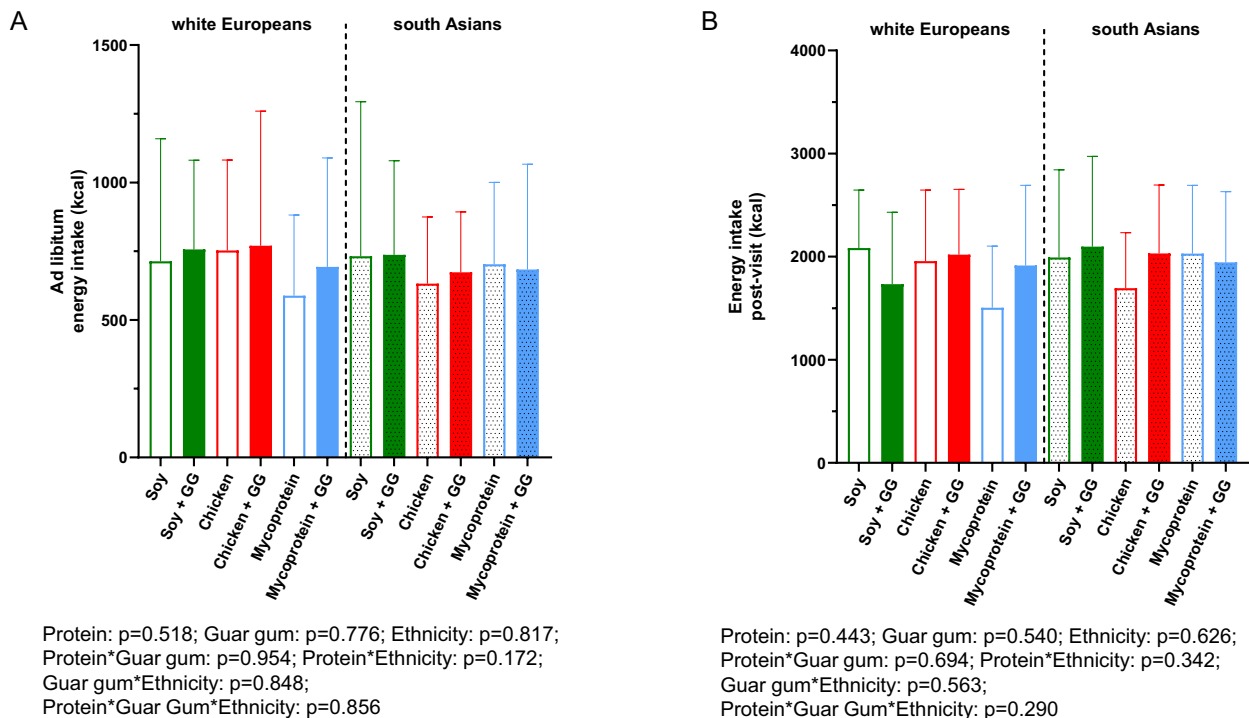 A
white Europeans
south Asians
1500
1000
500
0
Ad libitum
energy intake (kcal)
Soy
Soy + GG
Chicken
Chicken + GG
Mycoprotein
Mycoprotein + GG
Soy
Soy + GG
Chicken
Chicken + GG
Mycoprotein
Mycoprotein + GG
Protein: p=0.518; Guar gum: p=0.776; Ethnicity: p=0.817;
Protein*Guar gum: p=0.954; Protein*Ethnicity: p=0.172;
Guar gum*Ethnicity: p=0.848;
Protein*Guar Gum*Ethnicity: p=0.856
B
white Europeans
south Asians
4000
3000
2000
1000
0
Energy intake
post-visit (kcal)
Soy
Soy + GG
Chicken
Chicken + GG
Mycoprotein
Mycoprotein + GG
Soy
Soy + GG
Chicken
Chicken + GG
Mycoprotein
Mycoprotein + GG
Protein: p=0.443; Guar gum: p=0.540; Ethnicity: p=0.626;
Protein*Guar gum: p=0.694; Protein*Ethnicity: p=0.342;
Guar gum*Ethnicity: p=0.563;
Protein*Guar Gum*Ethnicity: p=0.290